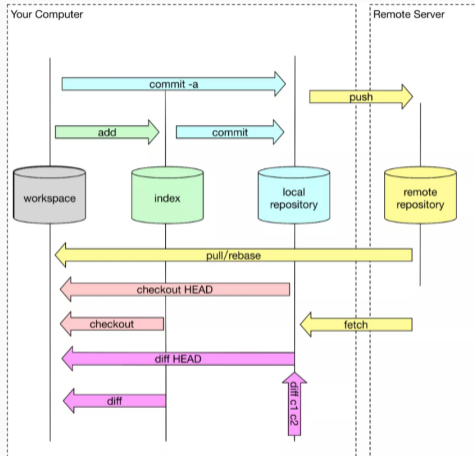 Your Computer
Remote Server
commit -a
push
add
commit
workspace
index
local
repository
remote
repository
pull/rebase
checkout HEAD
checkout
fetch
diff HEAD
diff
diff c1 c2